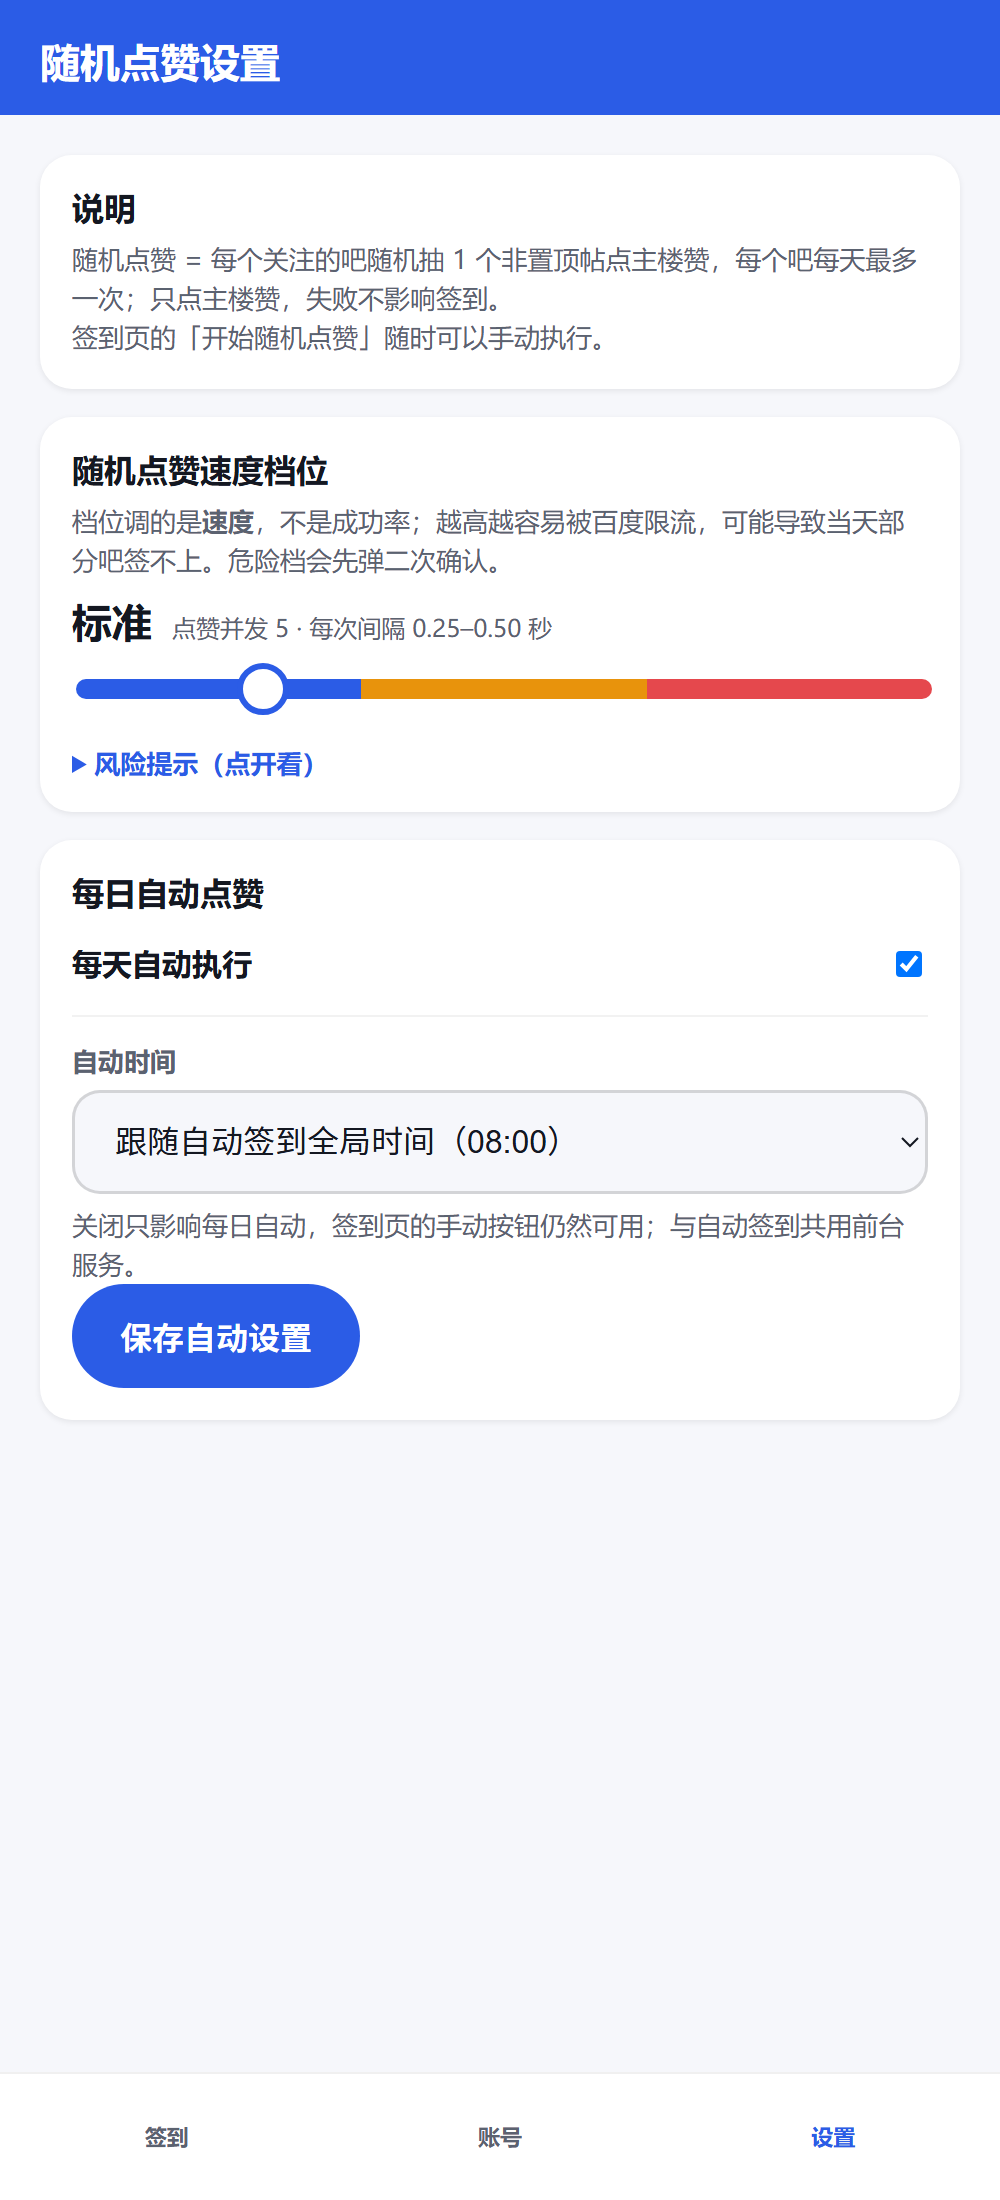 随机点赞设置
说明
随机点赞 = 每个关注的吧随机抽 1 个非置顶帖点主楼赞，每个吧每天最多
一次；只点主楼赞，失败不影响签到。
签到页的「开始随机点赞」随时可以手动执行。
随机点赞速度档位
档位调的是速度，不是成功率；越高越容易被百度限流，可能导致当天部
分吧签不上。危险档会先弹二次确认。
标准 点赞并发 5 · 每次间隔 0.25–0.50 秒
▶ 风险提示（点开看）
每日自动点赞
每天自动执行
自动时间
跟随自动签到全局时间（08:00）
关闭只影响每日自动，签到页的手动按钮仍然可用；与自动签到共用前台
服务。
保存自动设置
签到 账号 设置